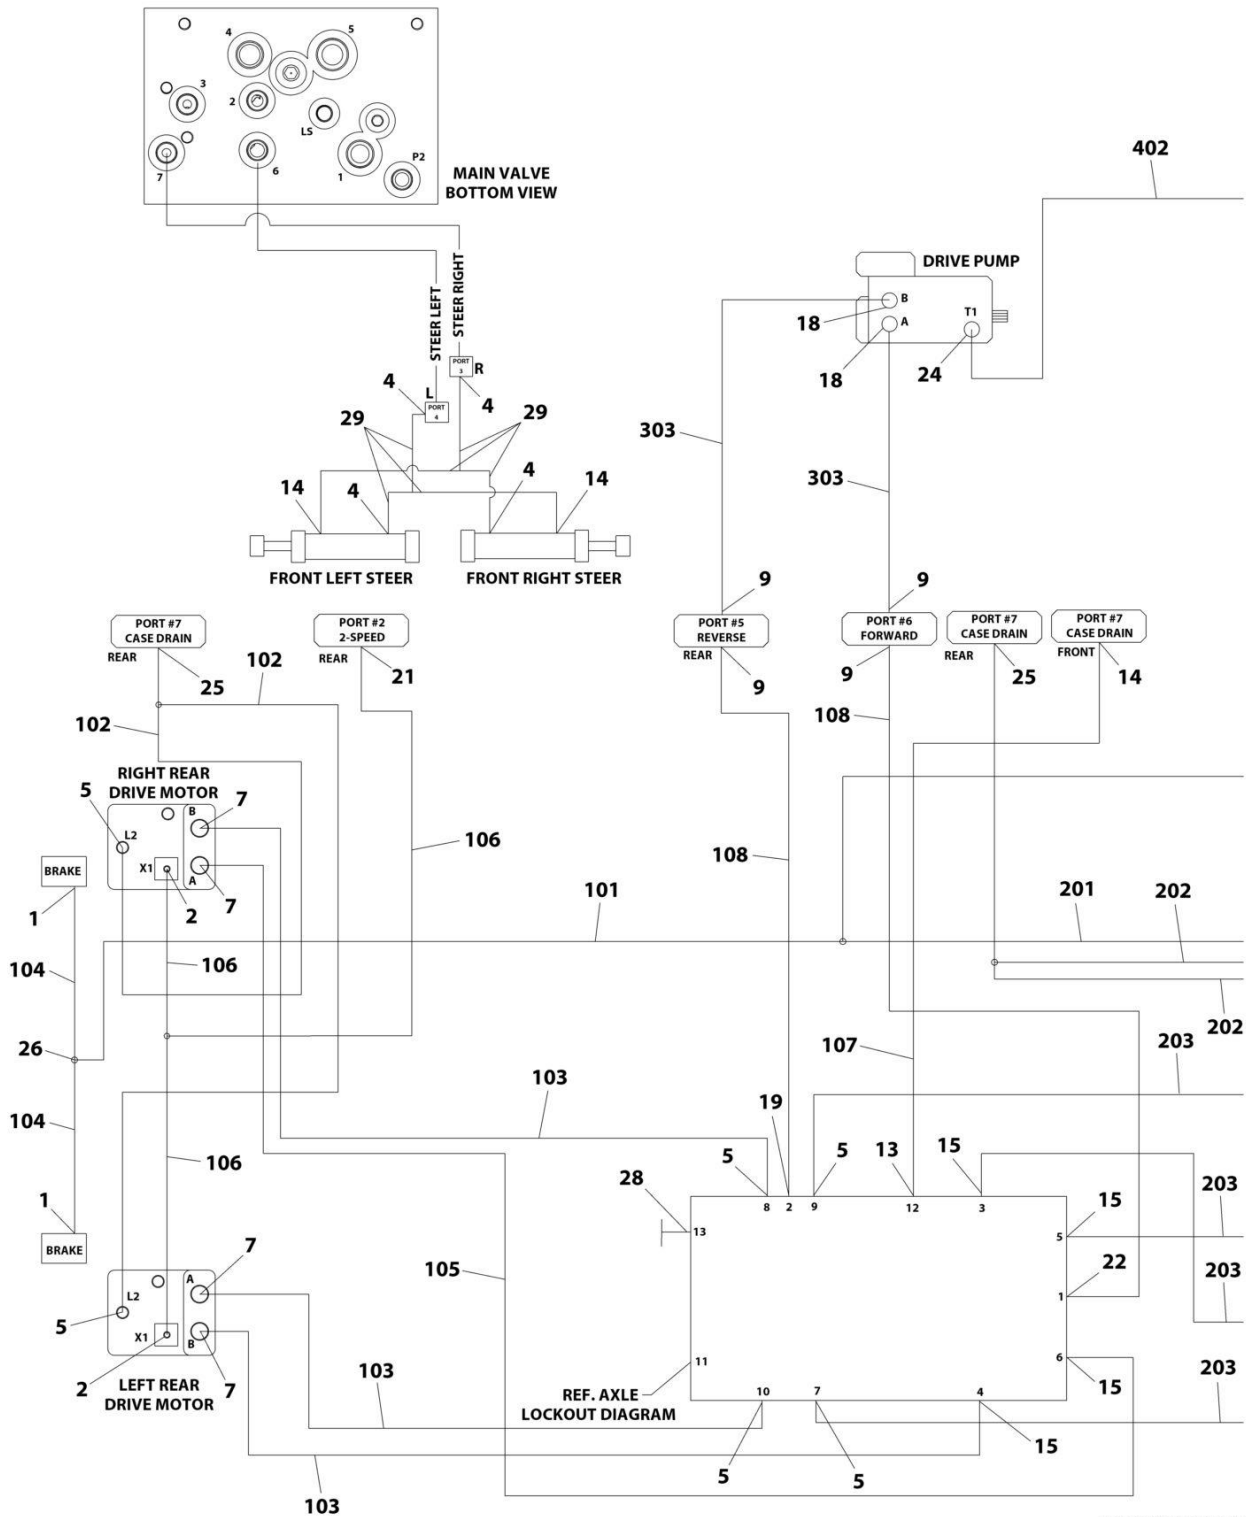 4
5
3
2
LS
7
6
1
P2
MAIN VALVE
BOTTOM VIEW
402
DRIVE PUMP
B
18
A
T1
18
24
STEER LEFT
STEER RIGHT
PORT
3
R
4
L
PORT
4
4
29
29
303
303
14
4
4
14
FRONT LEFT STEER
FRONT RIGHT STEER
9
9
PORT #7
CASE DRAIN
REAR
25
PORT #2
2-SPEED
REAR
21
PORT #5
REVERSE
REAR
9
PORT #6
FORWARD
9
PORT #7
CASE DRAIN
REAR
25
PORT #7
CASE DRAIN
FRONT
14
102
102
108
RIGHT REAR
DRIVE MOTOR
5
B
7
L2
X1
A
2
7
106
108
BRAKE
1
101
201
202
104
106
202
26
107
203
104
103
19
106
5
5
13
15
28
203
1
BRAKE
13
8
2
9
12
3
15
5
7
105
22
203
A
L2
1
5
X1
B
11
6
2
7
LEFT REAR
DRIVE MOTOR
103
REF. AXLE
LOCKOUT DIAGRAM
10
7
4
15
203
15
5
5
103